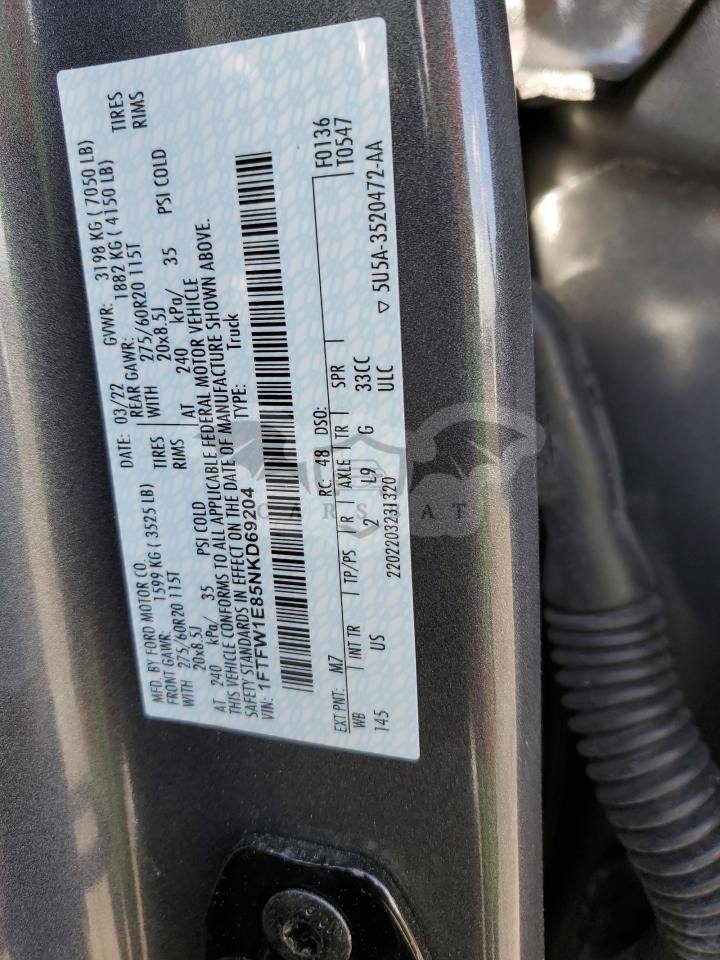 MFD. BY FORD MOTOR CO. DATE: 03/22 GVWR: 3198 KG ( 7050 LB)
FRONT GAWR: 1599 KG ( 3525 LB) REAR GAWR: 1882 KG ( 4150 LB)
WITH 275/60R20 115T TIRES WITH 275/60R20 115T TIRES
20x8.5J RIMS 20x8.5J RIMS
AT 240 kPa/ 35 PSI COLD AT 240 kPa/ 35 PSI COLD
THIS VEHICLE CONFORMS TO ALL APPLICABLE FEDERAL MOTOR VEHICLE
SAFETY STANDARDS IN EFFECT ON THE DATE OF MANUFACTURE SHOWN ABOVE.
VIN: 1FTFW1E85NKD69204 TYPE: Truck
EXT PNT: M7 RC: 48 DSO: F0136
WB INT TR TP/PS R AXLE TR SPR T0547
145 US 2 L9 G 33CC
ULC
2202203231320 ▽ 5U5A-3520472-AA
CARSBAT